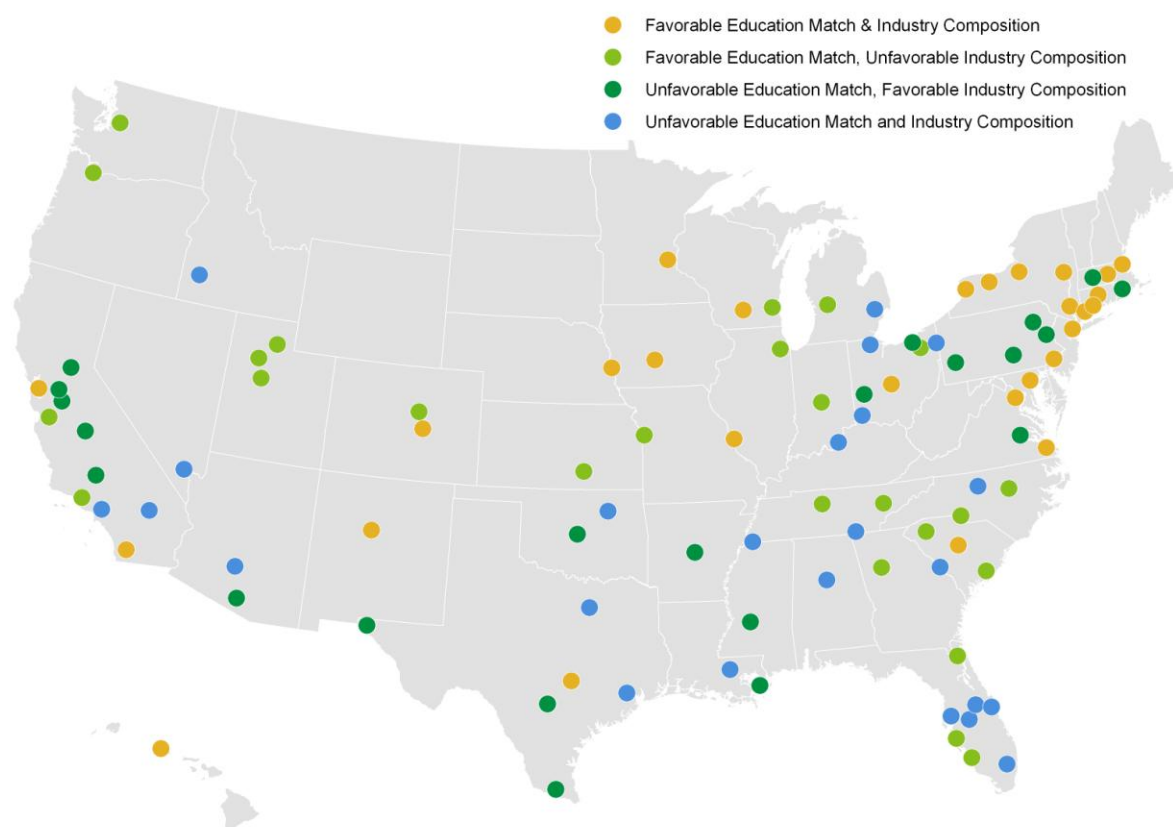 Favorable Education Match & Industry Composition
Favorable Education Match, Unfavorable Industry Composition
Unfavorable Education Match, Favorable Industry Composition
Unfavorable Education Match and Industry Composition